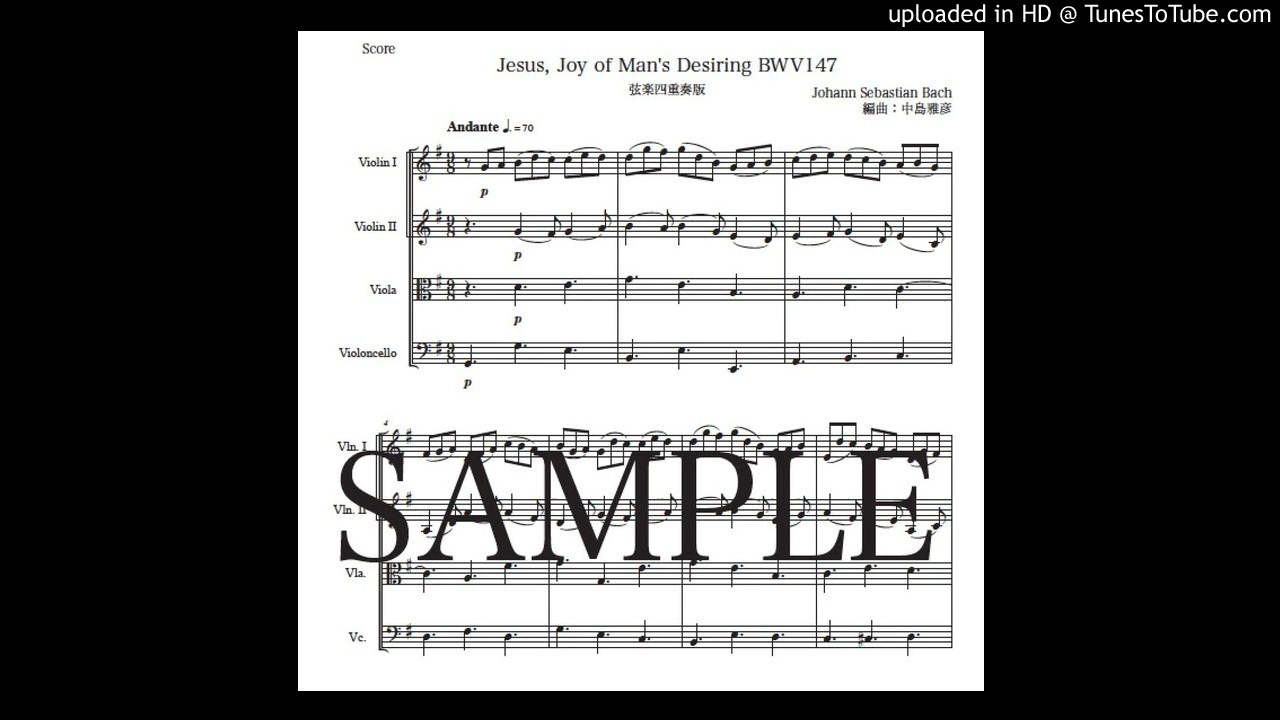 uploaded in HD @ TunesToTube.com
Score
Jesus, Joy of Man's Desiring BWV147
弦楽四重奏版
Johann Sebastian Bach
編曲：中島雅彦
Andante ♩. = 70
Violin I
p
Violin II
p
Viola
p
Violoncello
p
4
Vln. I
Vln. II
Vla.
Vc.
SAMPLE